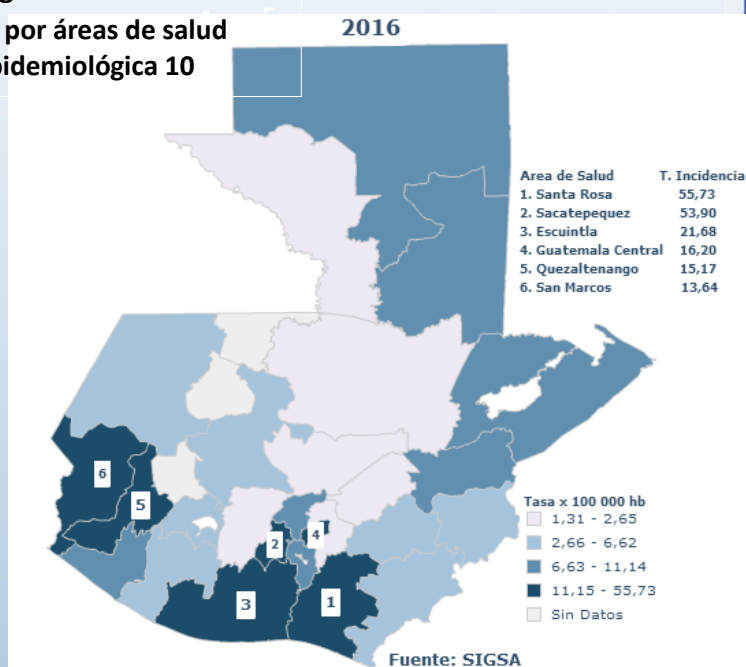 por áreas de salud
2016
Area de Salud T. Incidencia
1. Santa Rosa 55,73
2. Sacatepequez 53,90
3. Escuintla 21,68
4. Guatemala Central 16,20
5. Quezaltenango 15,17
6. San Marcos 13,64
6
5
2
4
3
1
Tasa x 100 000 hb
1,31 - 2,65
2,66 - 6,62
6,63 - 11,14
11,15 - 55,73
Sin Datos
Fuente: SIGSA